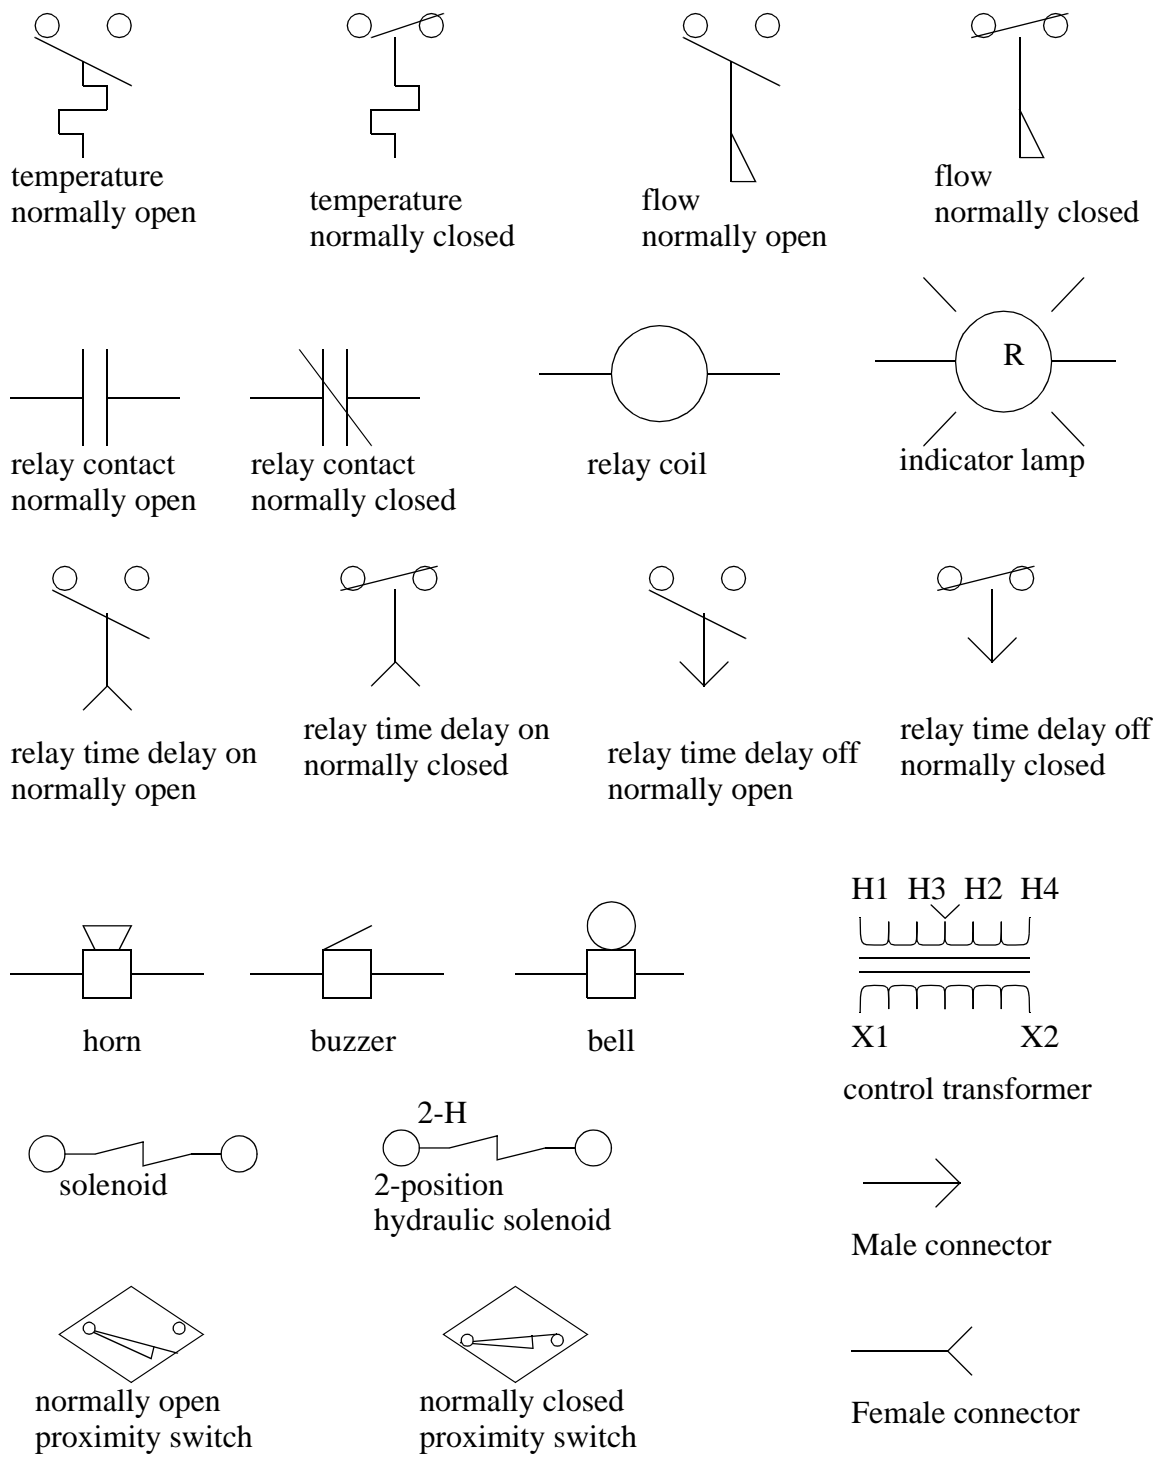 temperature
normally open
temperature
normally closed
flow
normally open
flow
normally closed
relay contact
normally open
relay contact
normally closed
relay coil
R
indicator lamp
relay time delay on
normally open
relay time delay on
normally closed
relay time delay off
normally open
relay time delay off
normally closed
horn
buzzer
bell
H1 H3 H2 H4
X1 X2
control transformer
solenoid
2-H
2-position
hydraulic solenoid
Male connector
normally open
proximity switch
normally closed
proximity switch
Female connector